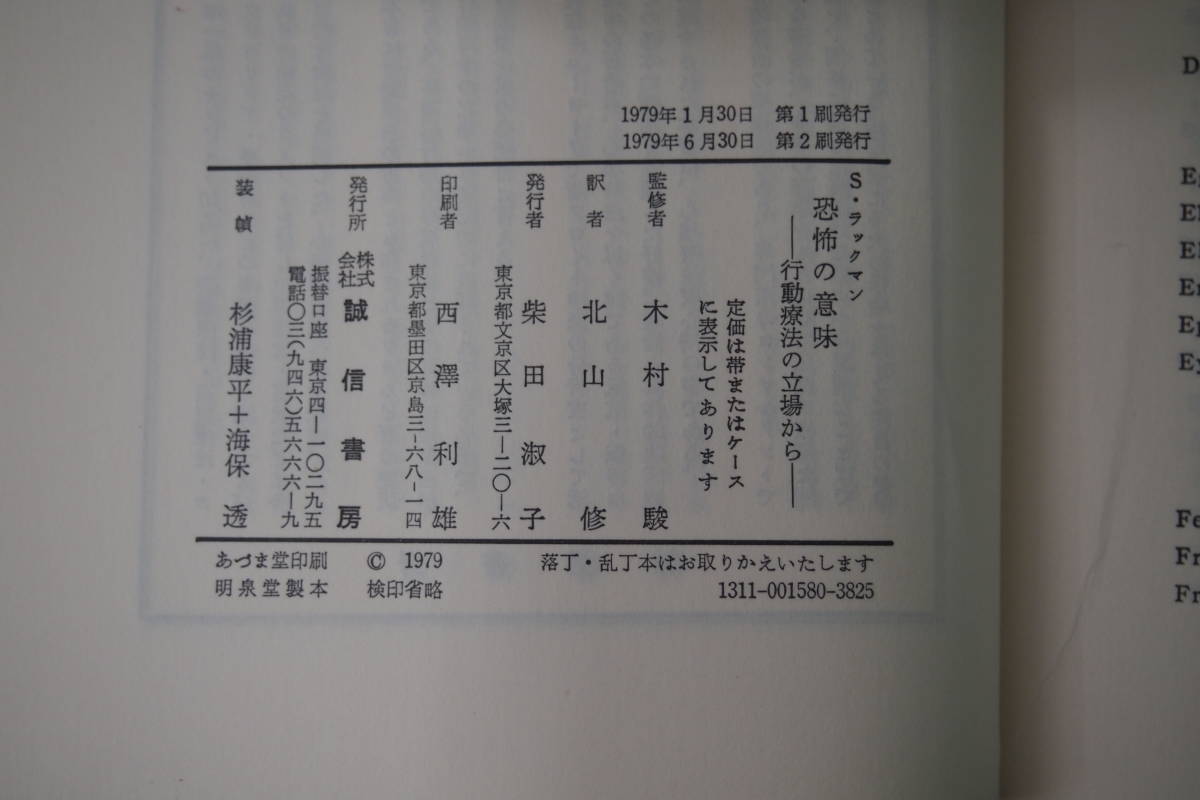 1979年1月30日　第1刷発行
1979年6月30日　第2刷発行
S・ラックマン
恐怖の意味
――行動療法の立場から――
定価は帯またはケース
に表示してあります
監修者　木村　駿
訳者　北山　修
発行者　柴田淑子
東京都文京区大塚三―二〇―六
印刷者　西澤利雄
東京都墨田区京島三-六八-一四
発行所　株式会社　誠信書房
振替口座　東京四―一〇二九五
電話〇三(九四六)五六六六―九
装幀　杉浦康平＋海保　透
落丁・乱丁本はお取りかえいたします
1311-001580-3825
© 1979
検印省略
あづま堂印刷
明泉堂製本